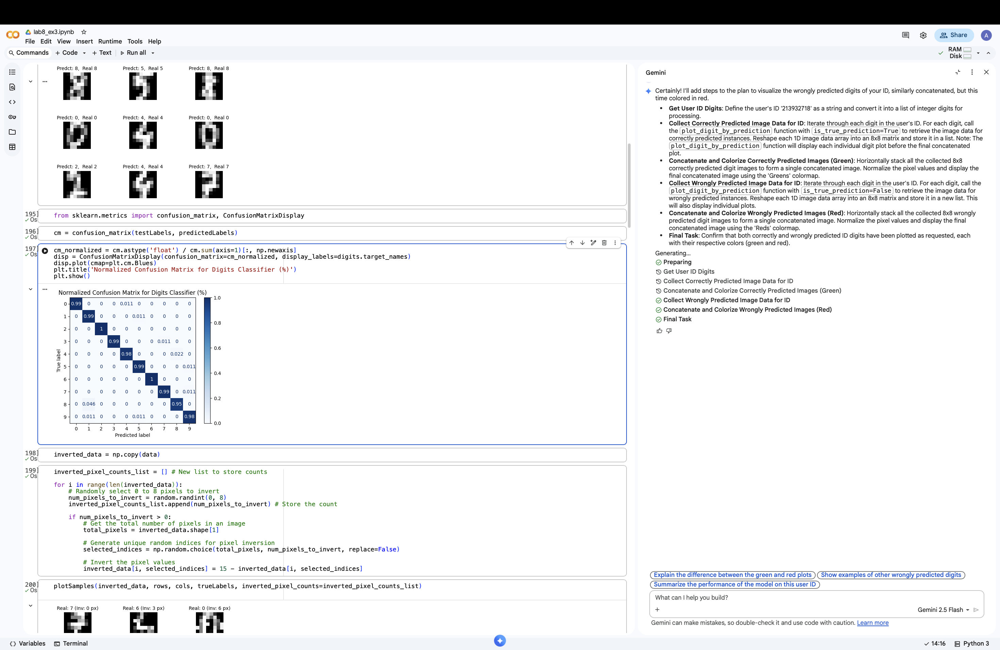 lab8_ex3.ipynb
File Edit View Insert Runtime Tools Help
Share
A
Commands + Code + Text Run all
RAM
Disk
Predct: 8, Real 8 Predct: 5, Real 5 Predct: 8, Real 8
Predct: 0, Real 0 Predct: 4, Real 4 Predct: 0, Real 0
Predct: 2, Real 2 Predct: 4, Real 4 Predct: 7, Real 7
195]
0s
from sklearn.metrics import confusion_matrix, ConfusionMatrixDisplay
196]
0s
cm = confusion_matrix(testLabels, predictedLabels)
197]
0s
cm_normalized = cm.astype('float') / cm.sum(axis=1)[:, np.newaxis]
disp = ConfusionMatrixDisplay(confusion_matrix=cm_normalized, display_labels=digits.target_names)
disp.plot(cmap=plt.cm.Blues)
plt.title('Normalized Confusion Matrix for Digits Classifier (%)')
plt.show()
Normalized Confusion Matrix for Digits Classifier (%)
0 0.99 0 0 0 0.011 0 0 0 0 0
1 0 0.99 0 0 0 0.011 0 0 0 0
2 0 0 1 0 0 0 0 0 0 0
3 0 0 0 0.99 0 0 0 0.011 0 0
4 0 0 0 0 0.98 0 0 0 0.022 0
5 0 0 0 0 0 0.99 0 0 0 0.011
6 0 0 0 0 0 0 1 0 0 0
7 0 0 0 0 0 0 0 0.99 0 0.011
8 0 0.046 0 0 0 0 0 0 0.95 0
9 0 0.011 0 0 0 0.011 0 0 0 0.98
True label
0 1 2 3 4 5 6 7 8 9
Predicted label
1.0
0.8
0.6
0.4
0.2
0.0
198]
0s
inverted_data = np.copy(data)
199]
0s
inverted_pixel_counts_list = [] # New list to store counts
for i in range(len(inverted_data)):
# Randomly select 0 to 8 pixels to invert
num_pixels_to_invert = random.randint(0, 8)
inverted_pixel_counts_list.append(num_pixels_to_invert) # Store the count
if num_pixels_to_invert > 0:
# Get the total number of pixels in an image
total_pixels = inverted_data.shape[1]
# Generate unique random indices for pixel inversion
selected_indices = np.random.choice(total_pixels, num_pixels_to_invert, replace=False)
# Invert the pixel values
inverted_data[i, selected_indices] = 15 - inverted_data[i, selected_indices]
200]
0s
plotSamples(inverted_data, rows, cols, trueLabels, inverted_pixel_counts=inverted_pixel_counts_list)
Real: 7 (Inv: 0 px) Real: 6 (Inv: 3 px) Real: 0 (Inv: 6 px)
Gemini
Certainly! I'll add steps to the plan to visualize the wrongly predicted digits of your ID, similarly concatenated, but this
time colored in red.
• Get User ID Digits: Define the user's ID '213932718' as a string and convert it into a list of integer digits for
processing.
• Collect Correctly Predicted Image Data for ID: Iterate through each digit in the user's ID. For each digit, call
the plot_digit_by_prediction function with is_true_prediction=True to retrieve the image data for
correctly predicted instances. Reshape each 1D image data array into an 8x8 matrix and store it in a list. Note: The
plot_digit_by_prediction function will display each individual digit plot before the final concatenated
plot.
• Concatenate and Colorize Correctly Predicted Images (Green): Horizontally stack all the collected 8x8
correctly predicted digit images to form a single concatenated image. Normalize the pixel values and display the
final concatenated image using the 'Greens' colormap.
• Collect Wrongly Predicted Image Data for ID: Iterate through each digit in the user's ID. For each digit, call the
plot_digit_by_prediction function with is_true_prediction=False to retrieve the image data for
wrongly predicted instances. Reshape each 1D image data array into an 8x8 matrix and store it in a new list. This
will also display individual plots.
• Concatenate and Colorize Wrongly Predicted Images (Red): Horizontally stack all the collected 8x8 wrongly
predicted digit images to form a single concatenated image. Normalize the pixel values and display the final
concatenated image using the 'Reds' colormap.
• Final Task: Confirm that both correctly and wrongly predicted ID digits have been plotted as requested, each
with their respective colors (green and red).
Generating...
Preparing
Get User ID Digits
Collect Correctly Predicted Image Data for ID
Concatenate and Colorize Correctly Predicted Images (Green)
Collect Wrongly Predicted Image Data for ID
Concatenate and Colorize Wrongly Predicted Images (Red)
Final Task
Explain the difference between the green and red plots Show examples of other wrongly predicted digits
Summarize the performance of the model on this user ID
What can I help you build?
+ Gemini 2.5 Flash
Gemini can make mistakes, so double-check it and use code with caution. Learn more
Variables Terminal
14:16 Python 3